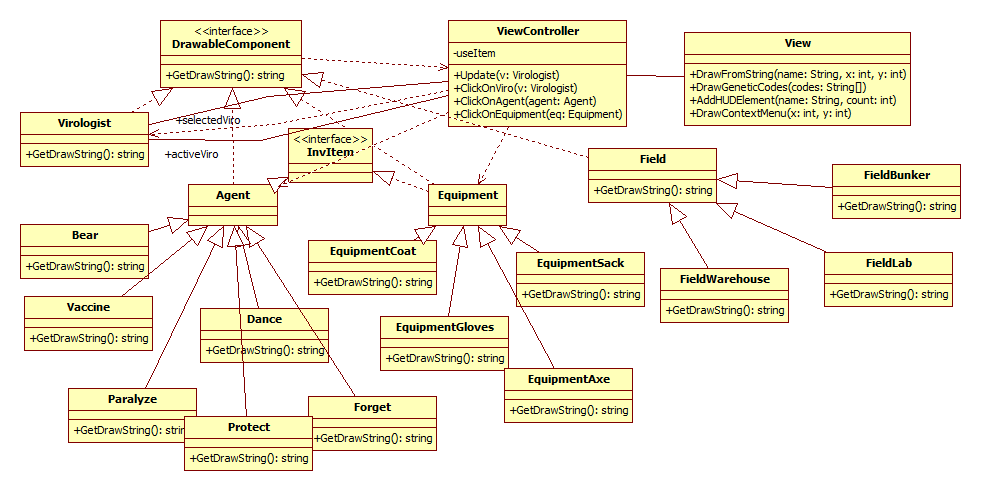 <<interface>>
DrawableComponent
+GetDrawString(): string
ViewController
-useItem
+Update(v: Virologist)
+ClickOnViro(v: Virologist)
+ClickOnAgent(agent: Agent)
+ClickOnEquipment(eq: Equipment)
View
+DrawFromString(name: String, x: int, y: int)
+DrawGeneticCodes(codes: String[])
+AddHUDElement(name: String, count: int)
+DrawContextMenu(x: int, y: int)
Virologist
+GetDrawString(): string
+selectedViro
+activeViro
<<interface>>
InvItem
Field
+GetDrawString(): string
FieldBunker
+GetDrawString(): string
Agent
Equipment
Bear
+GetDrawString(): string
EquipmentCoat
+GetDrawString(): string
EquipmentSack
+GetDrawString(): string
FieldWarehouse
+GetDrawString(): string
FieldLab
+GetDrawString(): string
Vaccine
+GetDrawString(): string
Dance
+GetDrawString(): string
EquipmentGloves
+GetDrawString(): string
EquipmentAxe
+GetDrawString(): string
Paralyze
+GetDrawString(): string
Protect
+GetDrawString(): string
Forget
+GetDrawString(): string